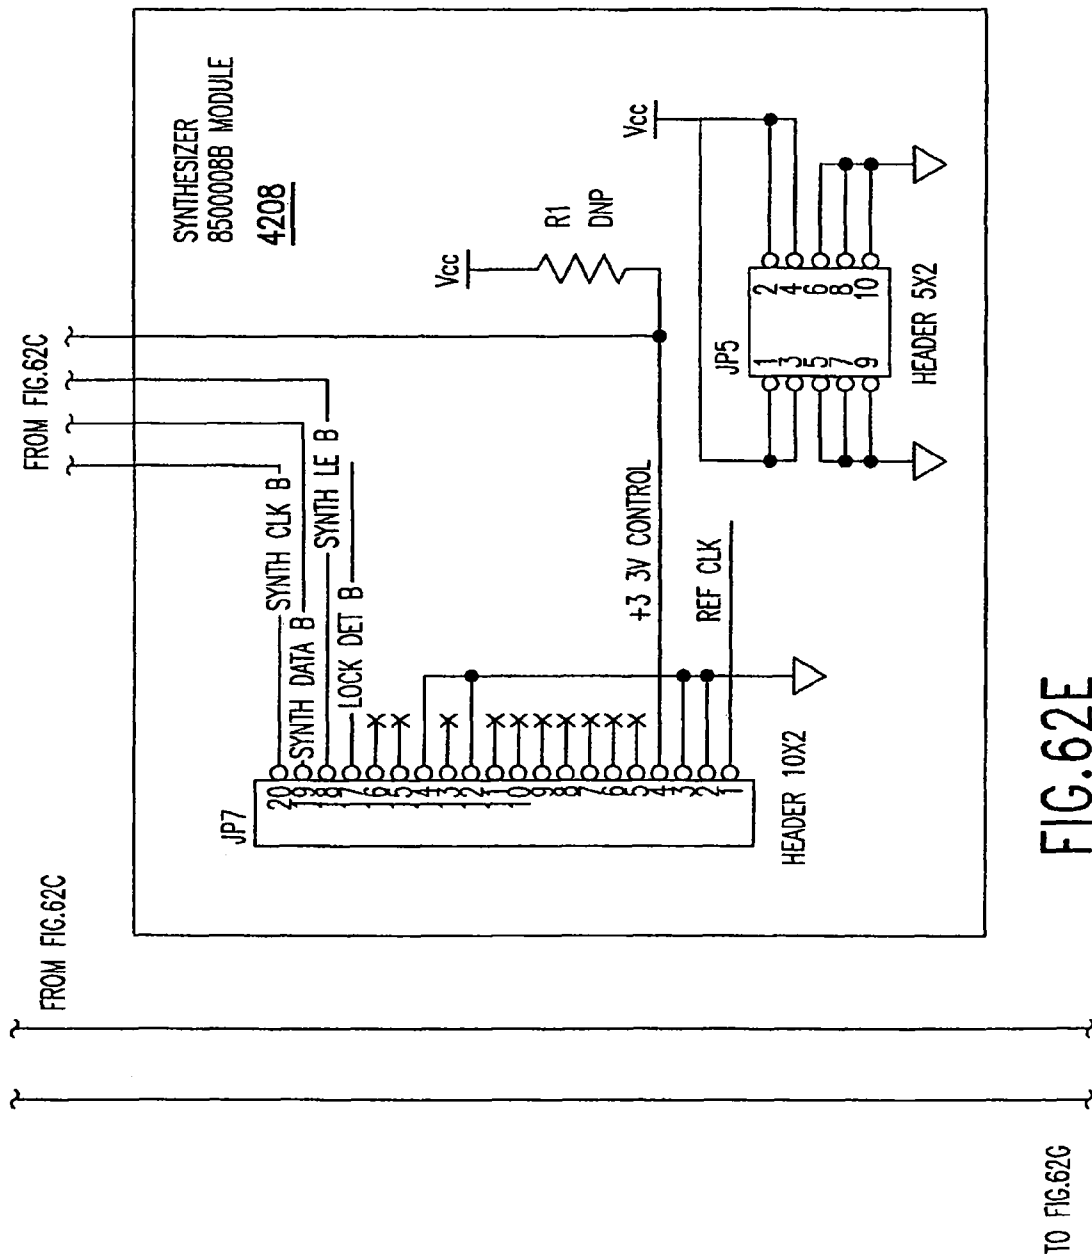 FROM FIG.62C
FROM FIG.62C
SYNTHESIZER
8500008B MODULE
4208
Vcc
R1
DNP
Vcc
JP7
20
19
18
17
16
15
14
13
12
11
10
9
8
7
6
5
4
3
2
1
SYNTH CLK B
SYNTH DATA B
SYNTH LE B
LOCK DET B
+3 3V CONTROL
REF CLK
HEADER 10X2
JP5
1
3
5
7
9
2
4
6
8
10
HEADER 5X2
TO FIG.62G
FIG.62E